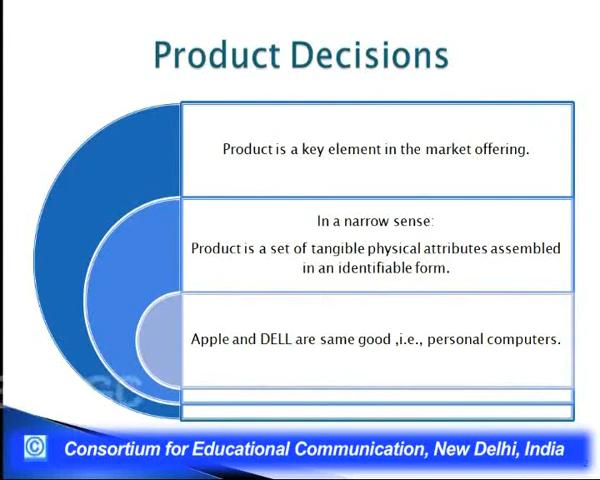 Product Decisions
Product is a key element in the market offering.
In a narrow sense:
Product is a set of tangible physical attributes assembled
in an identifiable form.
Apple and DELL are same good ,i.e., personal computers.
© Consortium for Educational Communication, New Delhi, India